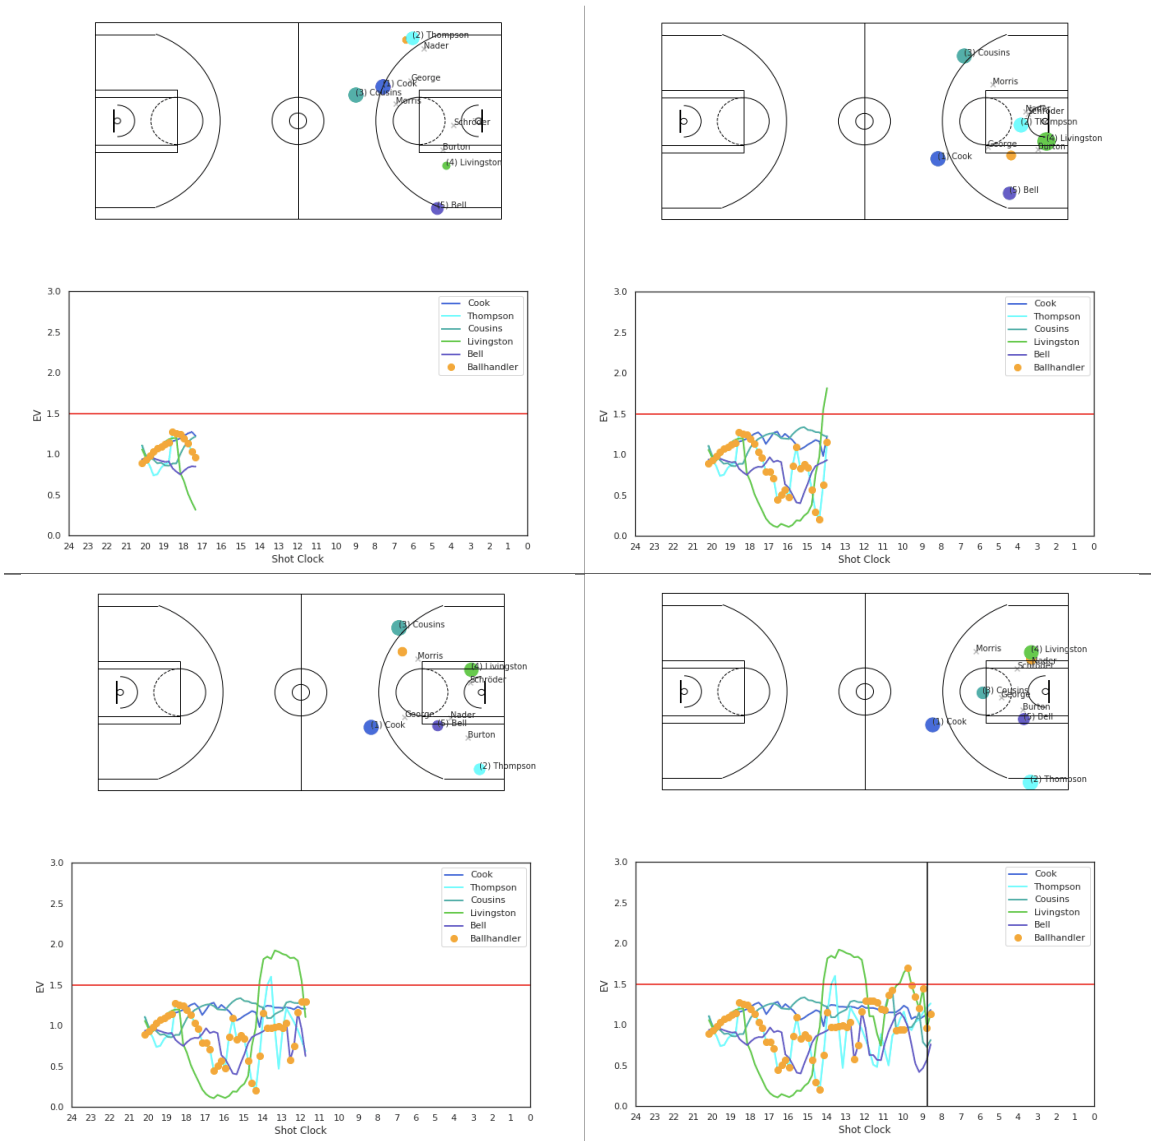 (2) Thompson
Nader
George
(1) Cook
(3) Cousins
Morris
Schröder
Burton
(4) Livingston
(5) Bell
3.0
2.5
2.0
1.5
1.0
0.5
0.0
EV
Cook
Thompson
Cousins
Livingston
Bell
Ballhandler
24 23 22 21 20 19 18 17 16 15 14 13 12 11 10 9 8 7 6 5 4 3 2 1 0
Shot Clock
(3) Cousins
Morris
Nader
Schröder
(2) Thompson
(4) Livingston
George
Burton
(1) Cook
(5) Bell
3.0
2.5
2.0
1.5
1.0
0.5
0.0
EV
Cook
Thompson
Cousins
Livingston
Bell
Ballhandler
24 23 22 21 20 19 18 17 16 15 14 13 12 11 10 9 8 7 6 5 4 3 2 1 0
Shot Clock
(3) Cousins
Morris
(4) Livingston
Schröder
George
Nader
(1) Cook
(5) Bell
Burton
(2) Thompson
3.0
2.5
2.0
1.5
1.0
0.5
0.0
EV
Cook
Thompson
Cousins
Livingston
Bell
Ballhandler
24 23 22 21 20 19 18 17 16 15 14 13 12 11 10 9 8 7 6 5 4 3 2 1 0
Shot Clock
Morris
(4) Livingston
Nader
Schröder
(3) Cousins
George
Burton
(1) Cook
(5) Bell
(2) Thompson
3.0
2.5
2.0
1.5
1.0
0.5
0.0
EV
Cook
Thompson
Cousins
Livingston
Bell
Ballhandler
24 23 22 21 20 19 18 17 16 15 14 13 12 11 10 9 8 7 6 5 4 3 2 1 0
Shot Clock